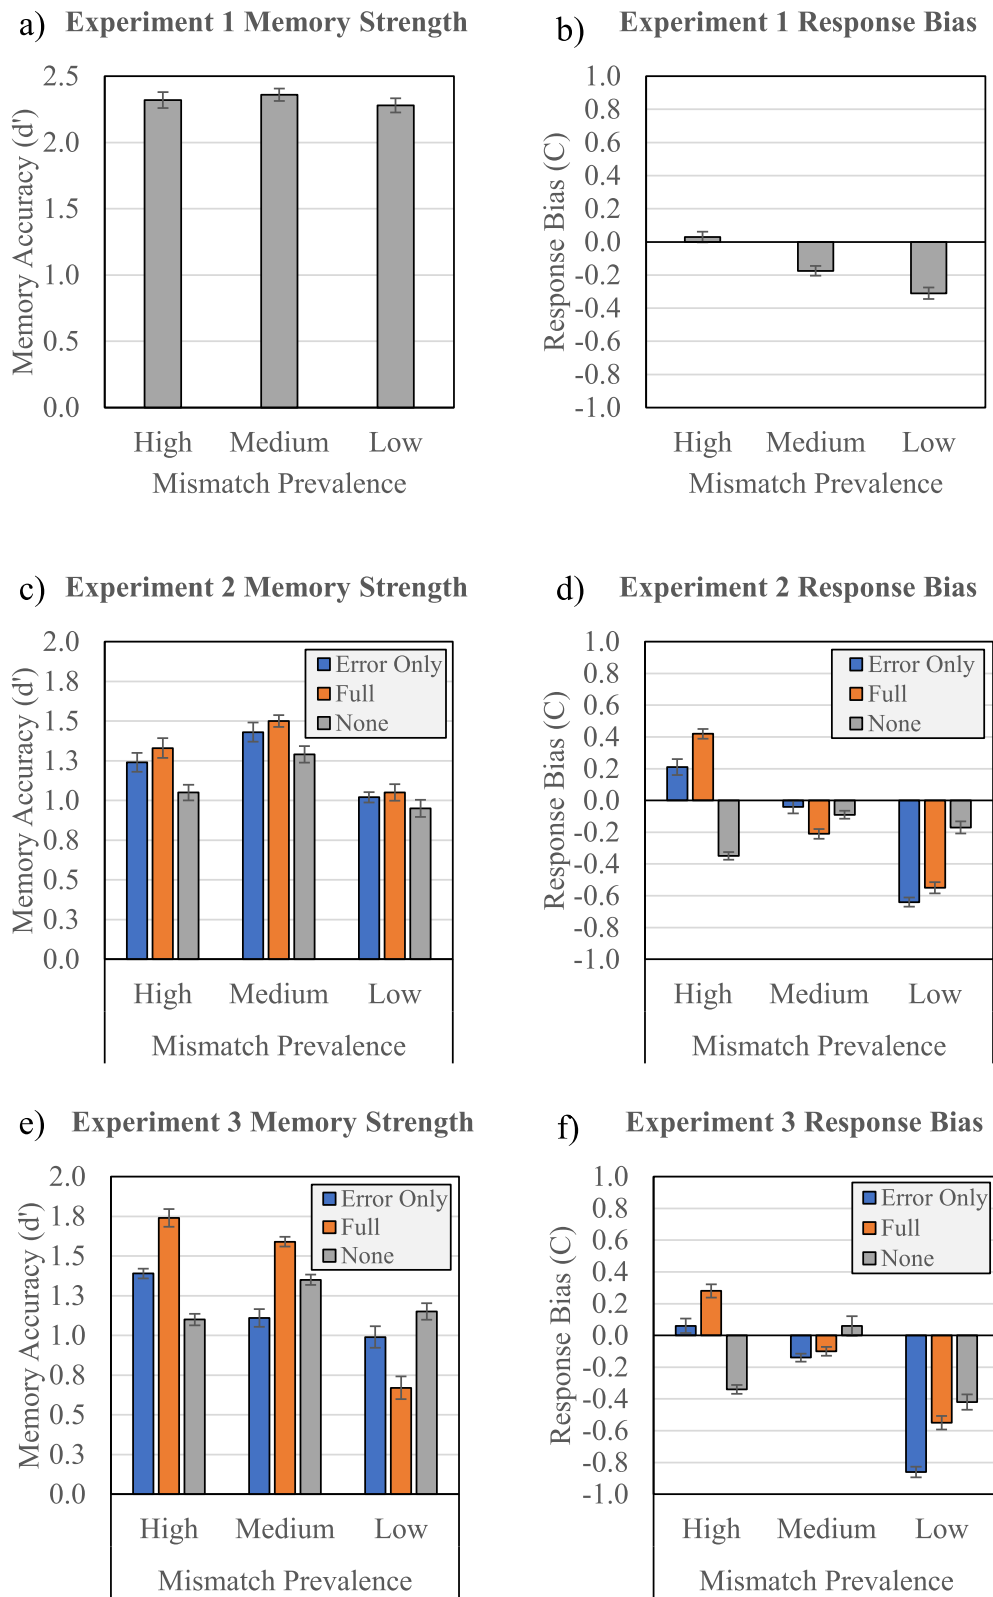 a) Experiment 1 Memory Strength
Memory Accuracy (d')
2.5
2.0
1.5
1.0
0.5
0.0
High Medium Low
Mismatch Prevalence
b) Experiment 1 Response Bias
Response Bias (C)
1.0
0.8
0.6
0.4
0.2
0.0
-0.2
-0.4
-0.6
-0.8
-1.0
High Medium Low
Mismatch Prevalence
c) Experiment 2 Memory Strength
Memory Accuracy (d')
2.0
1.8
1.5
1.3
1.0
0.8
0.5
0.3
0.0
Error Only
Full
None
High Medium Low
Mismatch Prevalence
d) Experiment 2 Response Bias
Response Bias (C)
1.0
0.8
0.6
0.4
0.2
0.0
-0.2
-0.4
-0.6
-0.8
-1.0
Error Only
Full
None
High Medium Low
Mismatch Prevalence
e) Experiment 3 Memory Strength
Memory Accuracy (d')
2.0
1.8
1.5
1.3
1.0
0.8
0.5
0.3
0.0
Error Only
Full
None
High Medium Low
Mismatch Prevalence
f) Experiment 3 Response Bias
Response Bias (C)
1.0
0.8
0.6
0.4
0.2
0.0
-0.2
-0.4
-0.6
-0.8
-1.0
Error Only
Full
None
High Medium Low
Mismatch Prevalence